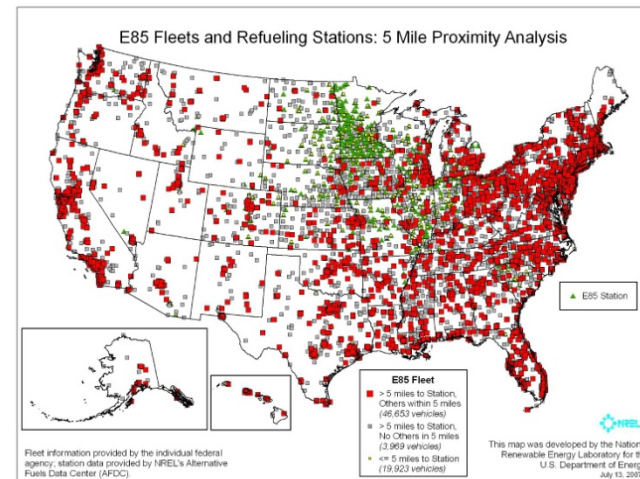 E85 Fleets and Refueling Stations: 5 Mile Proximity Analysis
▲ E85 Station
E85 Fleet
> 5 miles to Station,
Others within 5 miles
(46,653 vehicles)
> 5 miles to Station,
No Others in 5 miles
(3,969 vehicles)
<= 5 miles to Station
(19,923 vehicles)
Fleet information provided by the individual federal
agency; station data provided by NREL's Alternative
Fuels Data Center (AFDC).
NREL
This map was developed by the Nation
Renewable Energy Laboratory for th
U.S. Department of Energ
July 13, 200